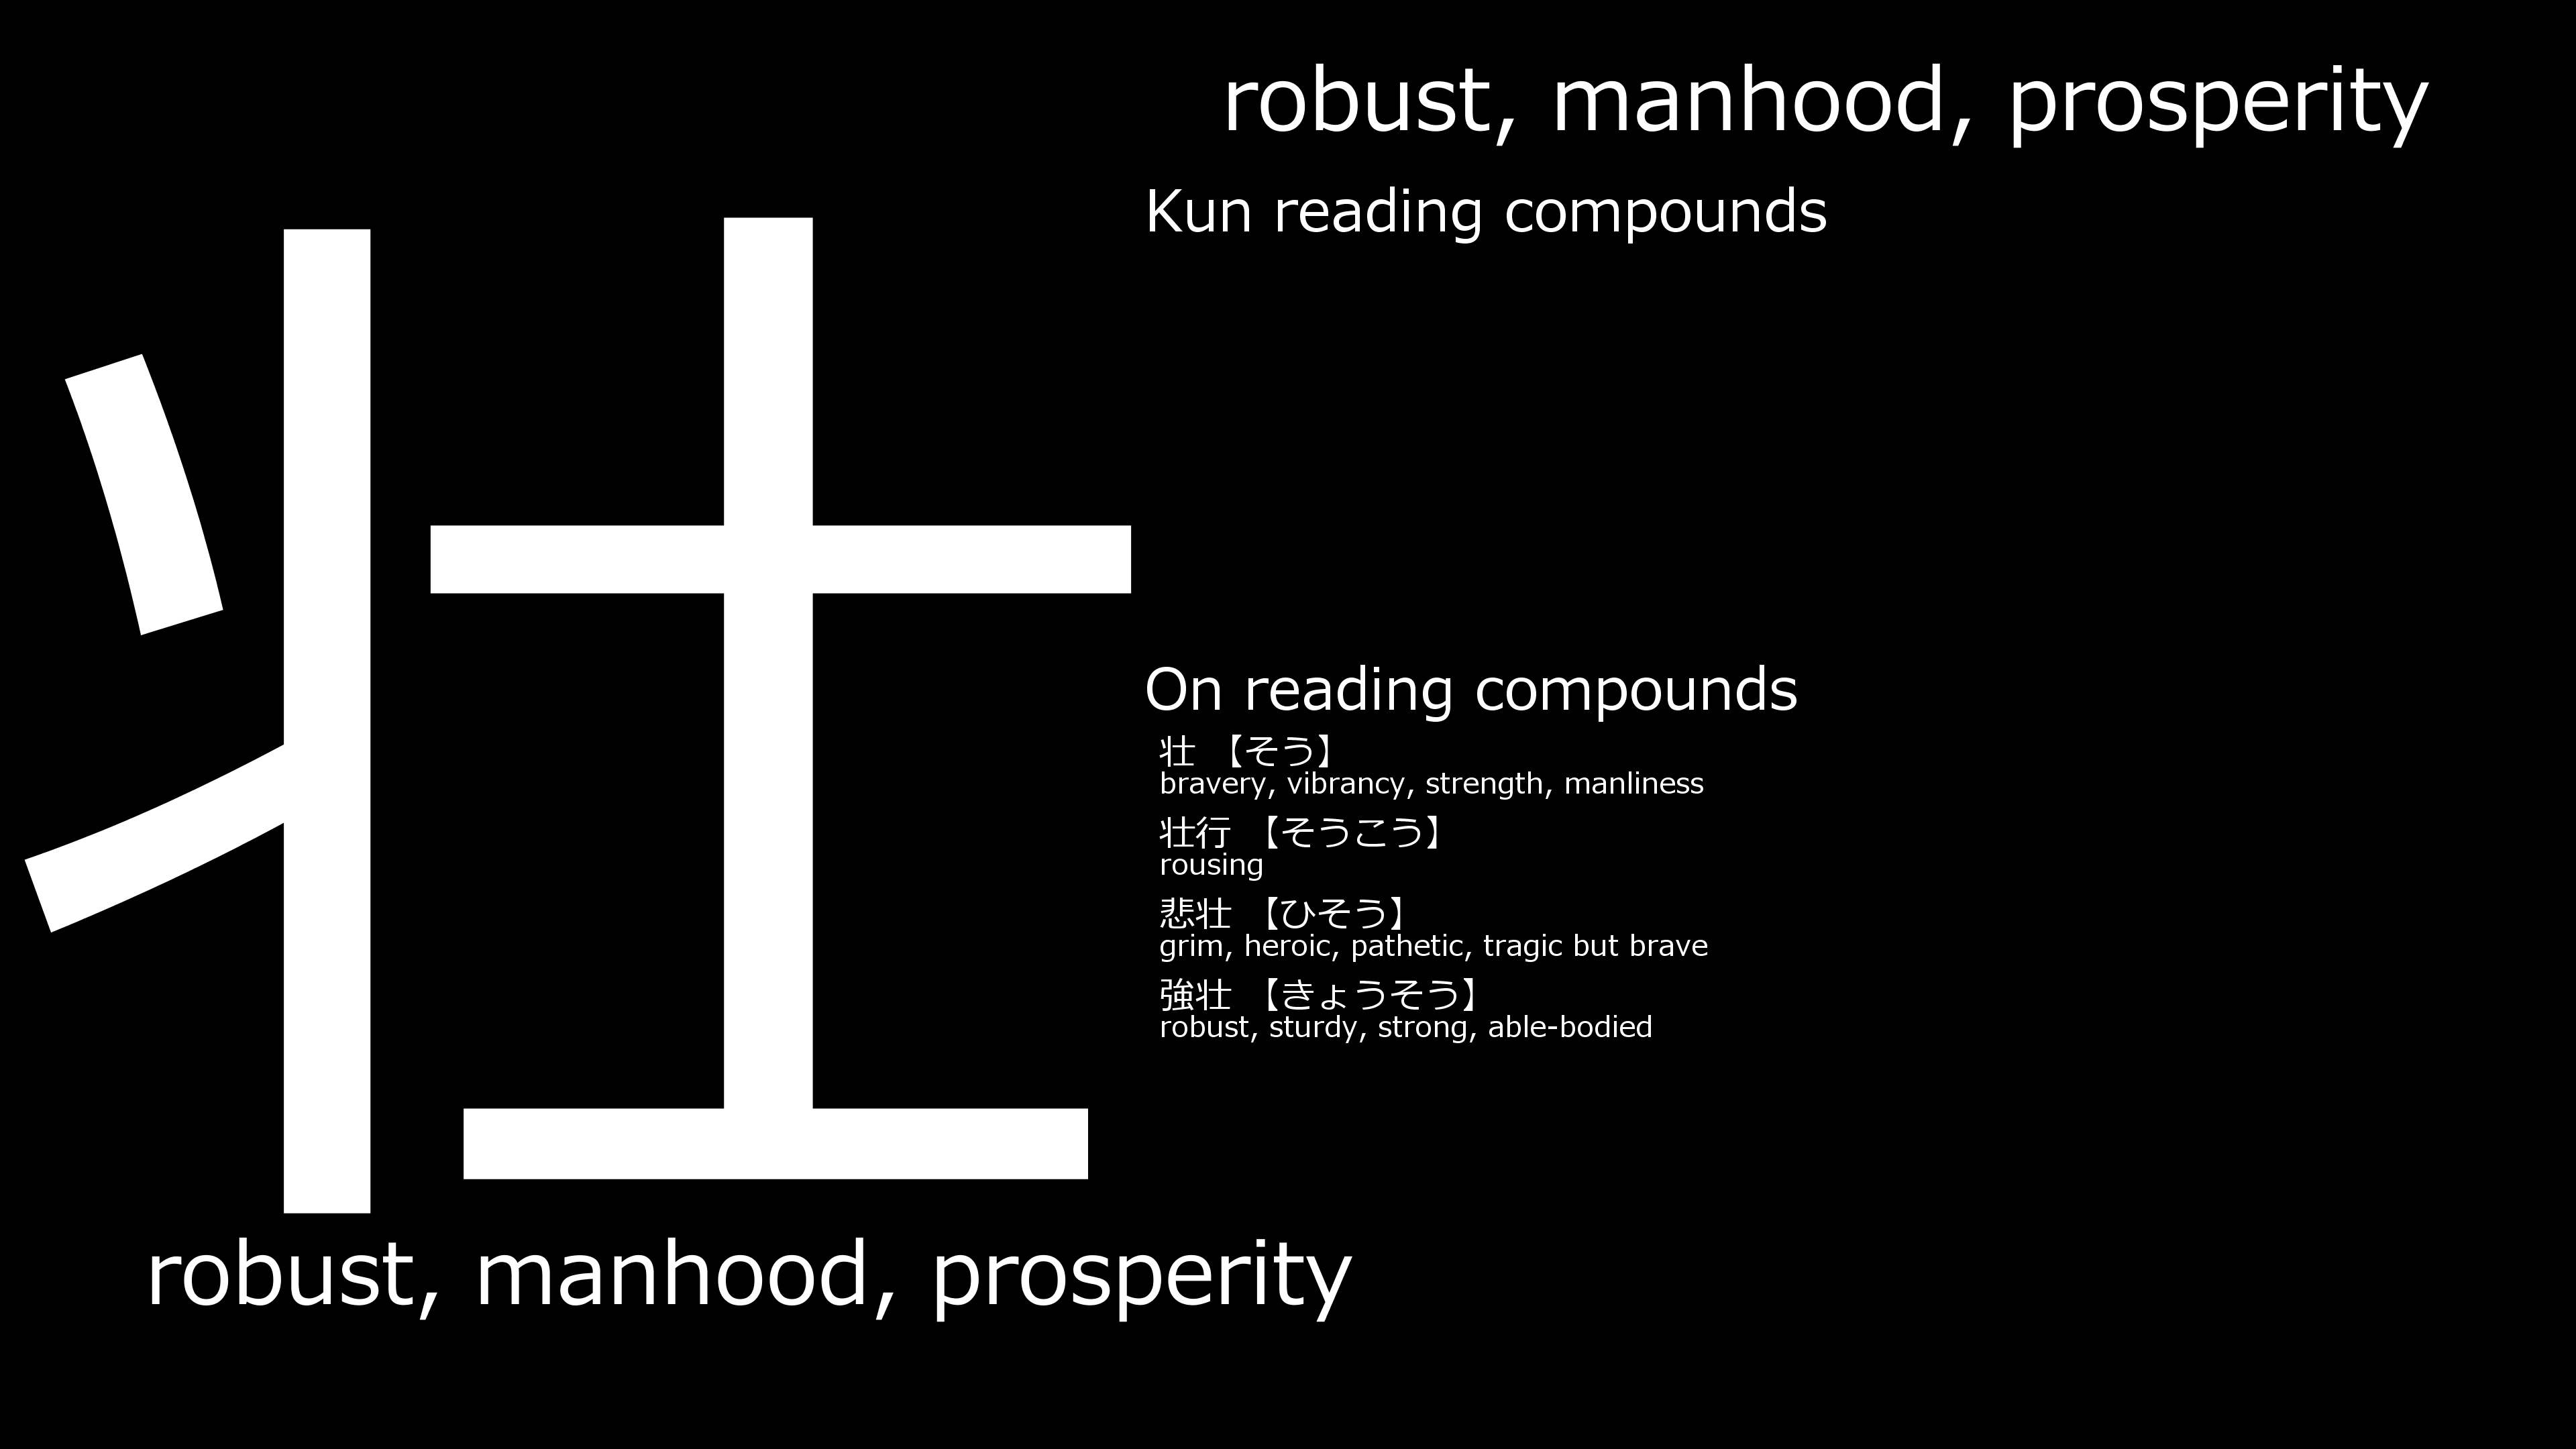 壮
robust, manhood, prosperity
robust, manhood, prosperity
Kun reading compounds
On reading compounds
壮 【そう】
bravery, vibrancy, strength, manliness
壮行 【そうこう】
rousing
悲壮 【ひそう】
grim, heroic, pathetic, tragic but brave
強壮 【きょうそう】
robust, sturdy, strong, able-bodied